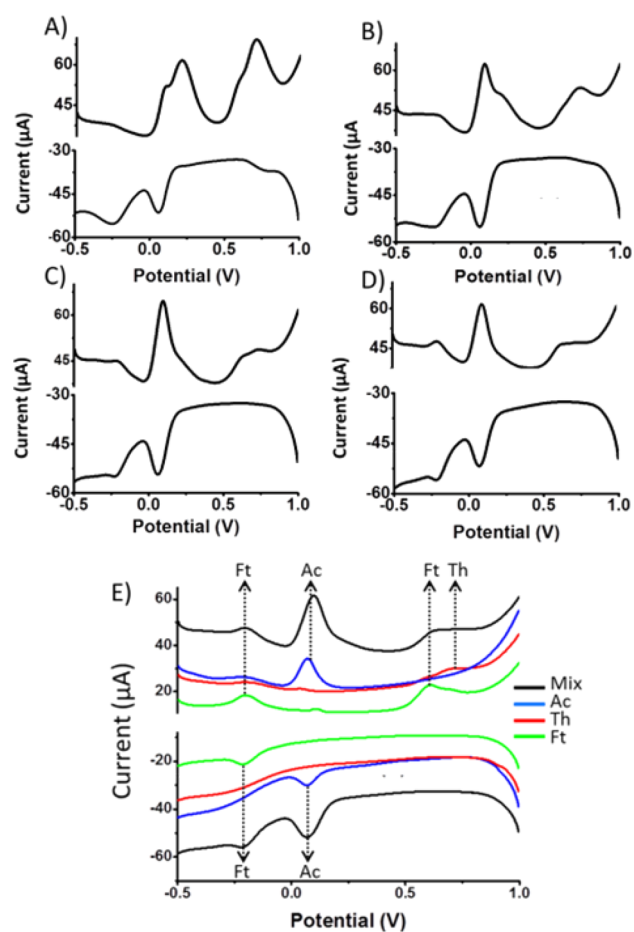 A)
60
45
-30
-45
-60
Current (µA)
-0.5 0.0 0.5 1.0
Potential (V)
B)
60
45
-30
-45
-60
Current (µA
-0.5 0.0 0.5 1.0
Potential (V)
C)
60
45
-30
-45
-60
Current (µA)
-0.5 0.0 0.5 1.0
Potential (V)
D)
60
45
-30
-45
-60
Current (µA)
-0.5 0.0 0.5 1.0
Potential (V)
E)
Ft Ac Ft Th
60
40
20
-20
-40
-60
Current (µA)
Mix
Ac
Th
Ft
Ft Ac
-0.5 0.0 0.5 1.0
Potential (V)